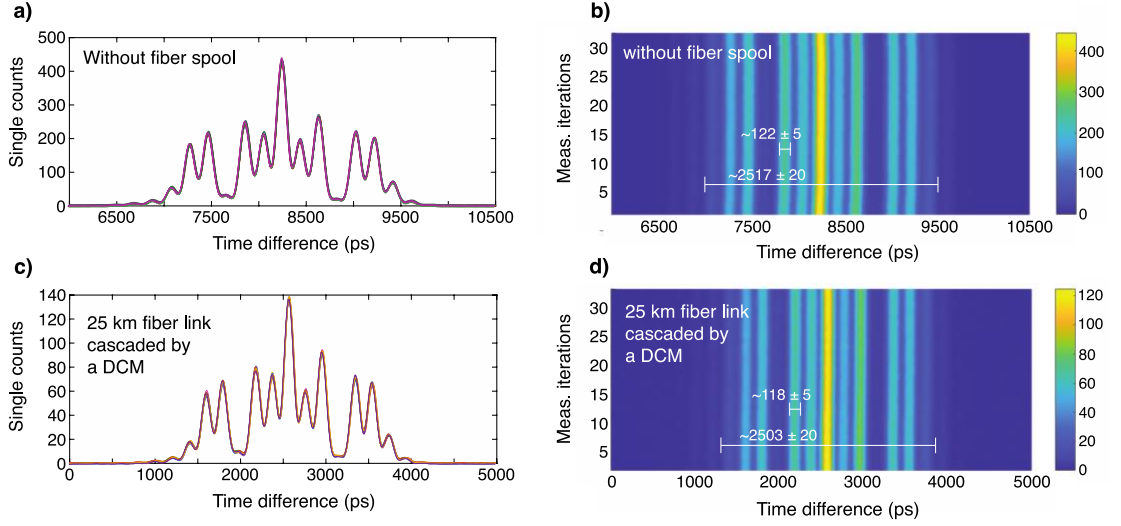 a)
Without fiber spool
500
400
300
200
100
0
6500 7500 8500 9500 10500
Single counts
Time difference (ps)
b)
without fiber spool
~122 ± 5
~2517 ± 20
30
25
20
15
10
5
6500 7500 8500 9500 10500
Meas. iterations
Time difference (ps)
400
300
200
100
0
c)
25 km fiber link
cascaded by
a DCM
140
120
100
80
60
40
20
0
0 1000 2000 3000 4000 5000
Single counts
Time difference (ps)
d)
25 km fiber link
cascaded by
a DCM
~118 ± 5
~2503 ± 20
30
25
20
15
10
5
0 1000 2000 3000 4000 5000
Meas. iterations
Time difference (ps)
120
100
80
60
40
20
0